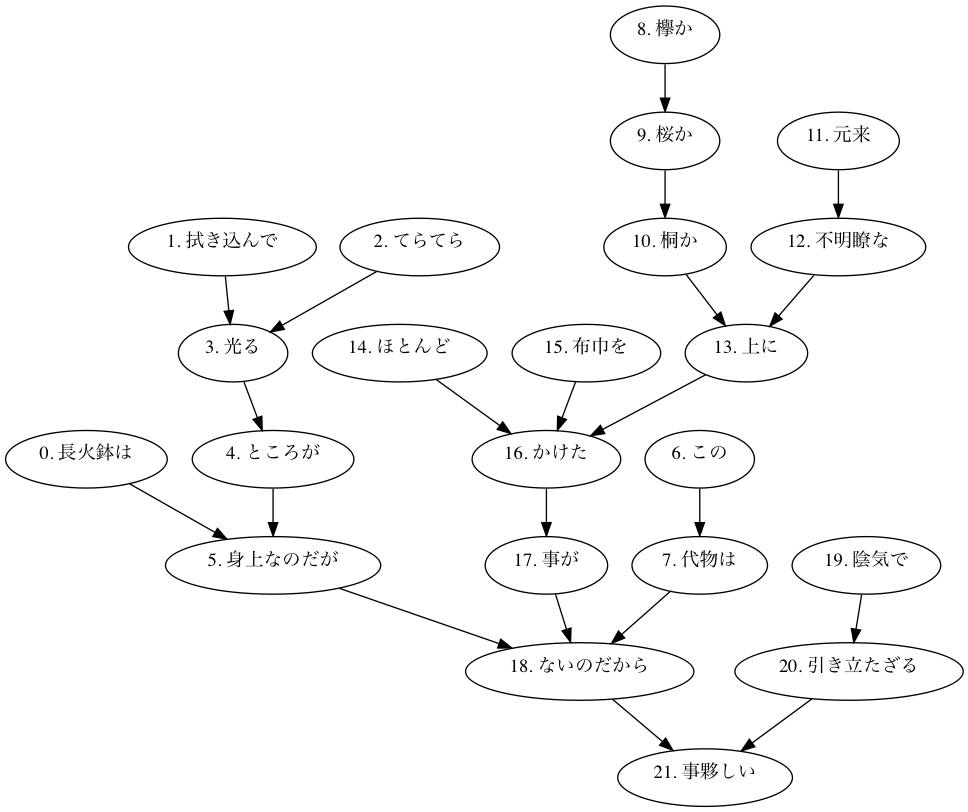 8. 欅か
9. 桜か
11. 元来
1. 拭き込んで
2. てらてら
10. 桐か
12. 不明瞭な
3. 光る
14. ほとんど
15. 布巾を
13. 上に
0. 長火鉢は
4. ところが
16. かけた
6. この
5. 身上なのだが
17. 事が
7. 代物は
19. 陰気で
18. ないのだから
20. 引き立たざる
21. 事夥しい